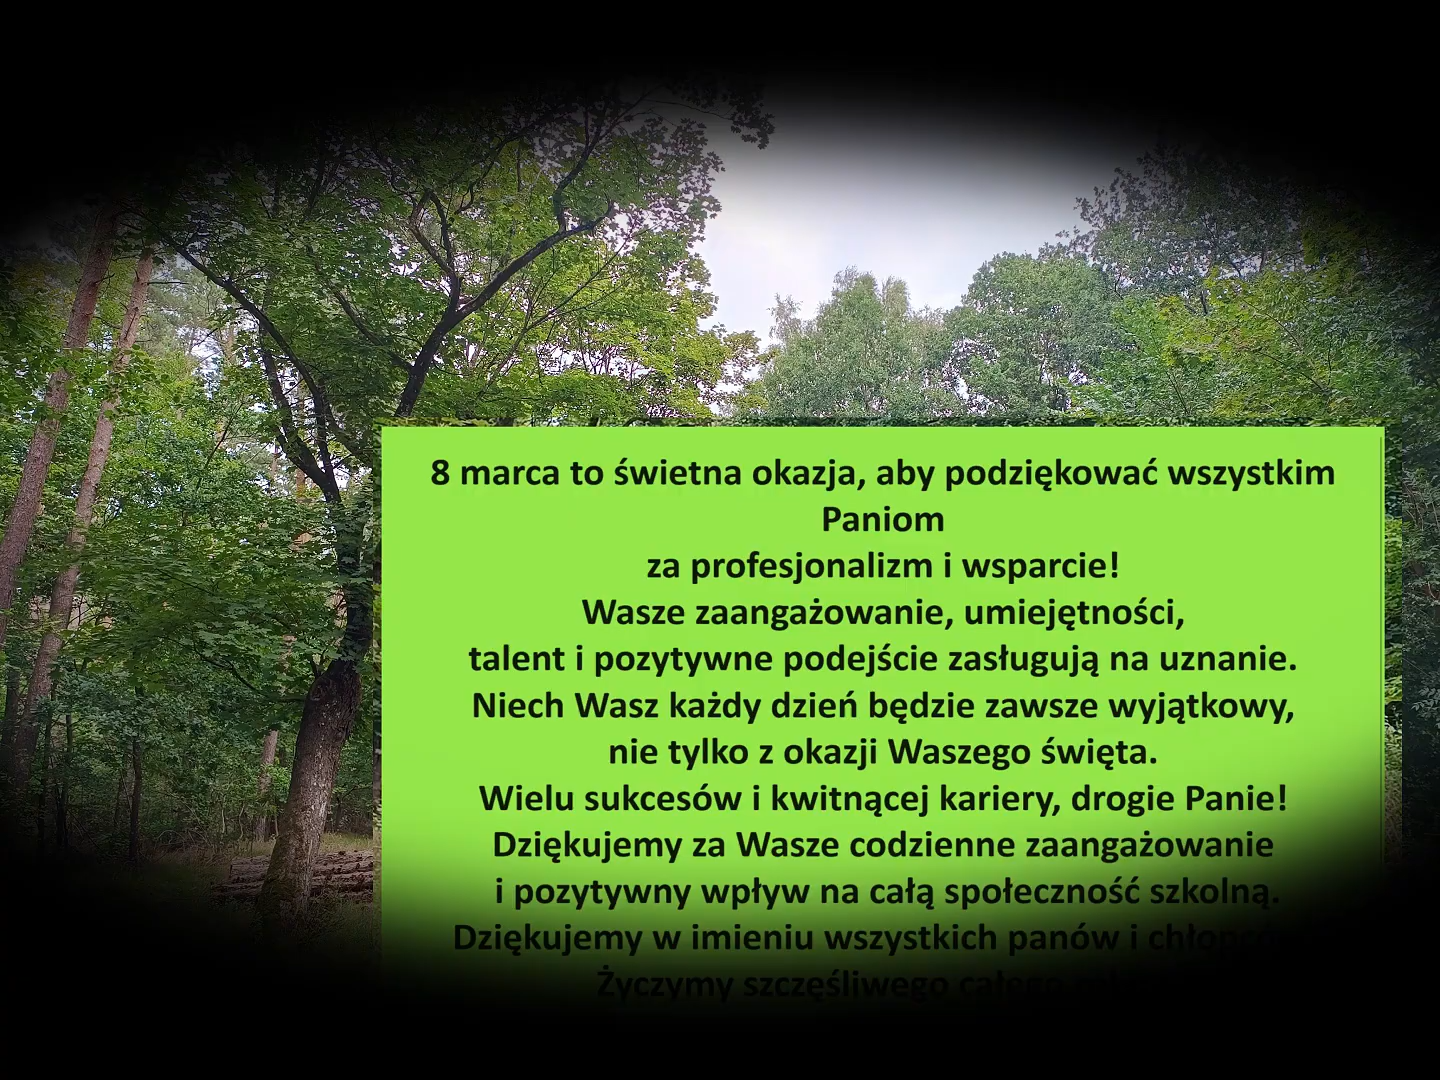 8 marca to świetna okazja, aby podziękować wszystkim
Paniom
za profesjonalizm i wsparcie!
Wasze zaangażowanie, umiejętności,
talent i pozytywne podejście zasługują na uznanie.
Niech Wasz każdy dzień będzie zawsze wyjątkowy,
nie tylko z okazji Waszego święta.
Wielu sukcesów i kwitnącej kariery, drogie Panie!
Dziękujemy za Wasze codzienne zaangażowanie
i pozytywny wpływ na całą społeczność szkolną.
Dziękujemy w imieniu wszystkich panów i
Życzymy szczęśliwego całego